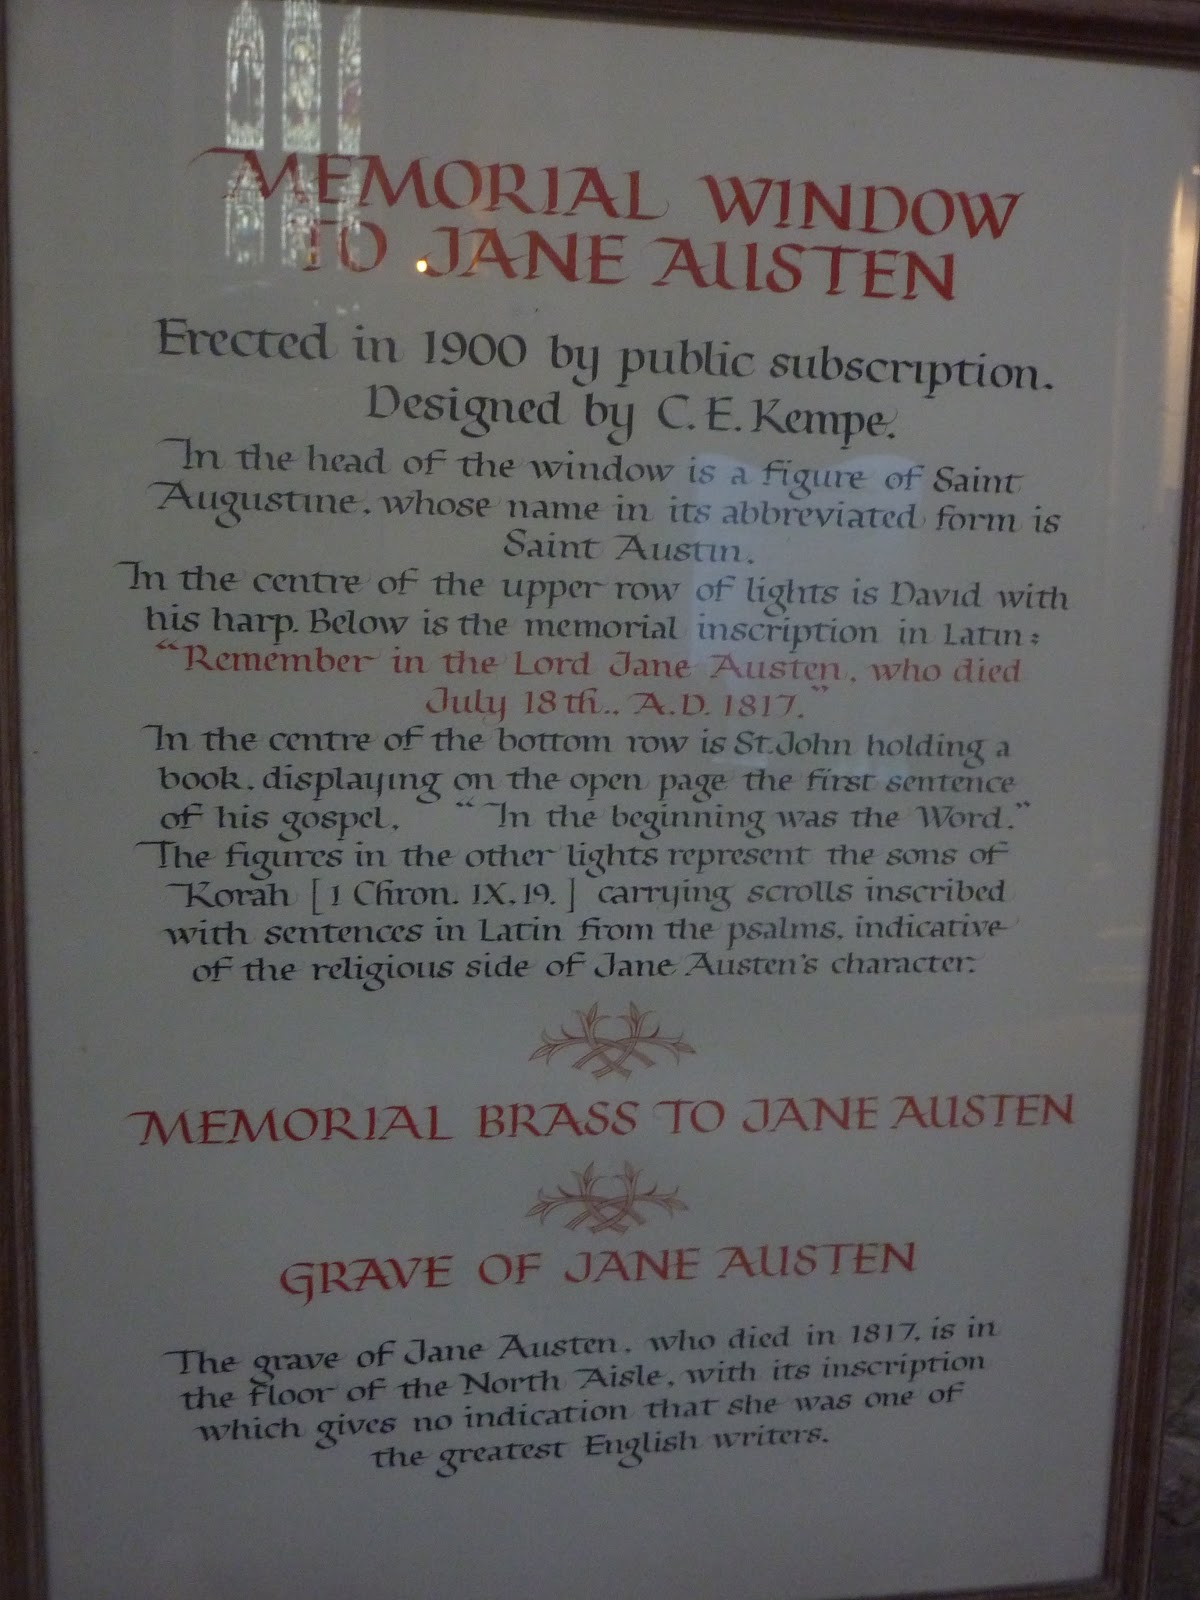 MEMORIAL WINDOW
TO JANE AUSTEN
Erected in 1900 by public subscription.
Designed by C. E. Kempe.
In the head of the window is a figure of Saint
Augustine, whose name in its abbreviated form is
Saint Austin.
In the centre of the upper row of lights is David with
his harp. Below is the memorial inscription in Latin:
"Remember in the Lord Jane Austen, who died
July 18th., A.D. 1817."
In the centre of the bottom row is St. John holding a
book, displaying on the open page the first sentence
of his gospel, "In the beginning was the Word."
The figures in the other lights represent the sons of
Korah [1 Chron. IX. 19.] carrying scrolls inscribed
with sentences in Latin from the psalms, indicative
of the religious side of Jane Austen's character.
MEMORIAL BRASS TO JANE AUSTEN
GRAVE OF JANE AUSTEN
The grave of Jane Austen, who died in 1817, is in
the floor of the North Aisle, with its inscription
which gives no indication that she was one of
the greatest English writers.